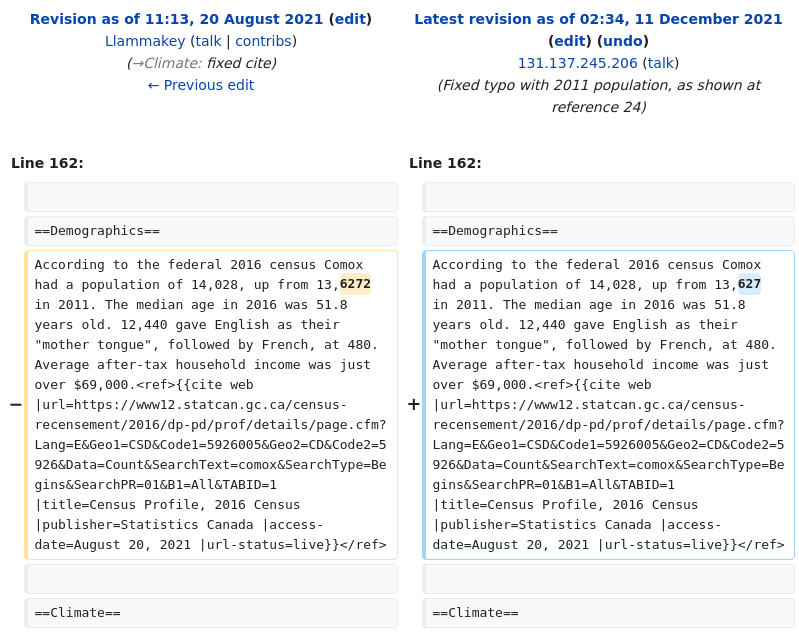 Revision as of 11:13, 20 August 2021 (edit)
Llammakey (talk | contribs)
(→Climate: fixed cite)
← Previous edit
Latest revision as of 02:34, 11 December 2021
(edit) (undo)
131.137.245.206 (talk)
(Fixed typo with 2011 population, as shown at
reference 24)
Line 162:
Line 162:
==Demographics==
==Demographics==
−
According to the federal 2016 census Comox
had a population of 14,028, up from 13,6272
in 2011. The median age in 2016 was 51.8
years old. 12,440 gave English as their
"mother tongue", followed by French, at 480.
Average after-tax household income was just
over $69,000.<ref>{{cite web
|url=https://www12.statcan.gc.ca/census-
recensement/2016/dp-pd/prof/details/page.cfm?
Lang=E&Geo1=CSD&Code1=5926005&Geo2=CD&Code2=5
926&Data=Count&SearchText=comox&SearchType=Be
gins&SearchPR=01&B1=All&TABID=1
|title=Census Profile, 2016 Census
|publisher=Statistics Canada |access-
date=August 20, 2021 |url-status=live}}</ref>
+
According to the federal 2016 census Comox
had a population of 14,028, up from 13,627
in 2011. The median age in 2016 was 51.8
years old. 12,440 gave English as their
"mother tongue", followed by French, at 480.
Average after-tax household income was just
over $69,000.<ref>{{cite web
|url=https://www12.statcan.gc.ca/census-
recensement/2016/dp-pd/prof/details/page.cfm?
Lang=E&Geo1=CSD&Code1=5926005&Geo2=CD&Code2=5
926&Data=Count&SearchText=comox&SearchType=Be
gins&SearchPR=01&B1=All&TABID=1
|title=Census Profile, 2016 Census
|publisher=Statistics Canada |access-
date=August 20, 2021 |url-status=live}}</ref>
==Climate==
==Climate==